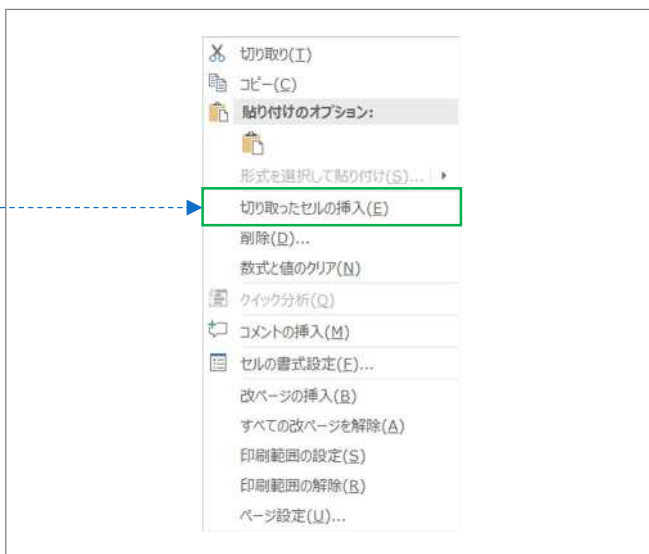 切り取り(T)
コピー(C)
貼り付けのオプション:
形式を選択して貼り付け(S)...
切り取ったセルの挿入(E)
削除(D)...
数式と値のクリア(N)
クイック分析(Q)
コメントの挿入(M)
セルの書式設定(F)...
改ページの挿入(B)
すべての改ページを解除(A)
印刷範囲の設定(S)
印刷範囲の解除(R)
ページ設定(U)...